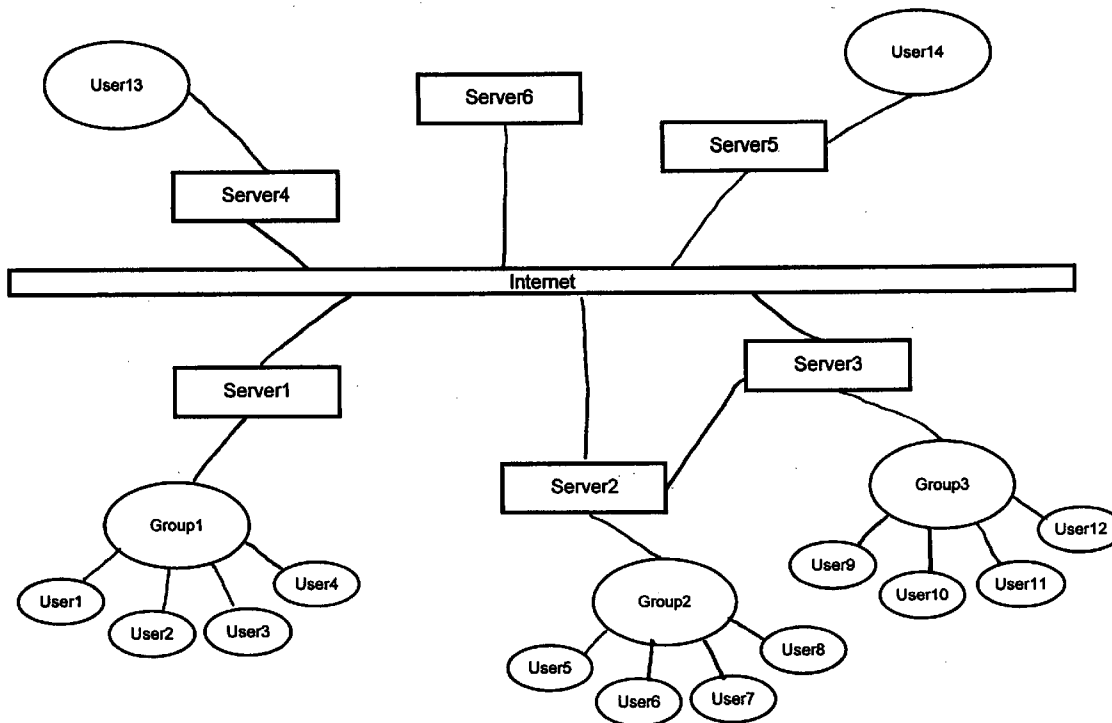 User13
User14
Server6
Server5
Server4
Internet
Server1
Server3
Server2
Group1
Group3
User12
User9
User10
User11
User1
User2
User3
User4
Group2
User5
User6
User7
User8